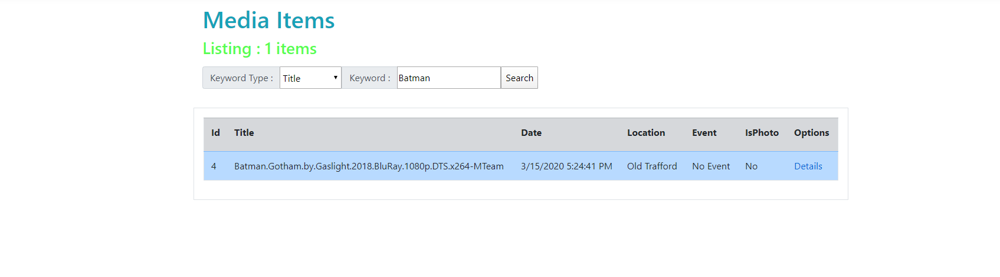 Media Items
Listing : 1 items
Keyword Type : Title Keyword : Batman Search
Id Title Date Location Event IsPhoto Options
4 Batman.Gotham.by.Gaslight.2018.BluRay.1080p.DTS.x264-MTeam 3/15/2020 5:24:41 PM Old Trafford No Event No Details